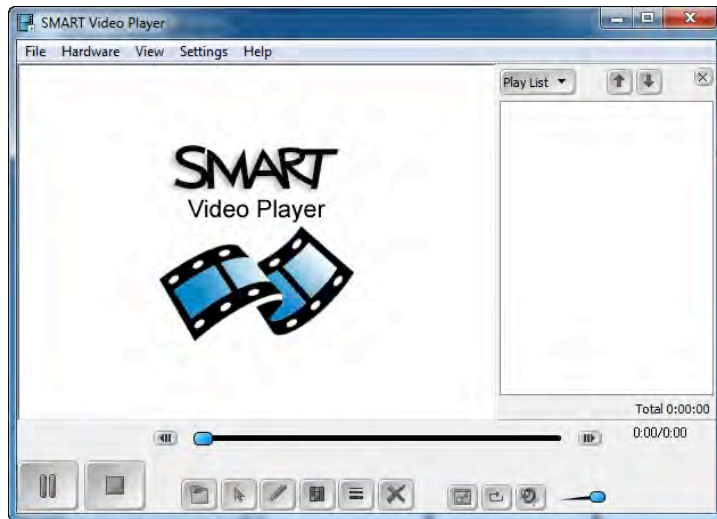 SMART Video Player
File Hardware View Settings Help
Play List
SMART
Video Player
Total 0:00:00
0:00/0:00